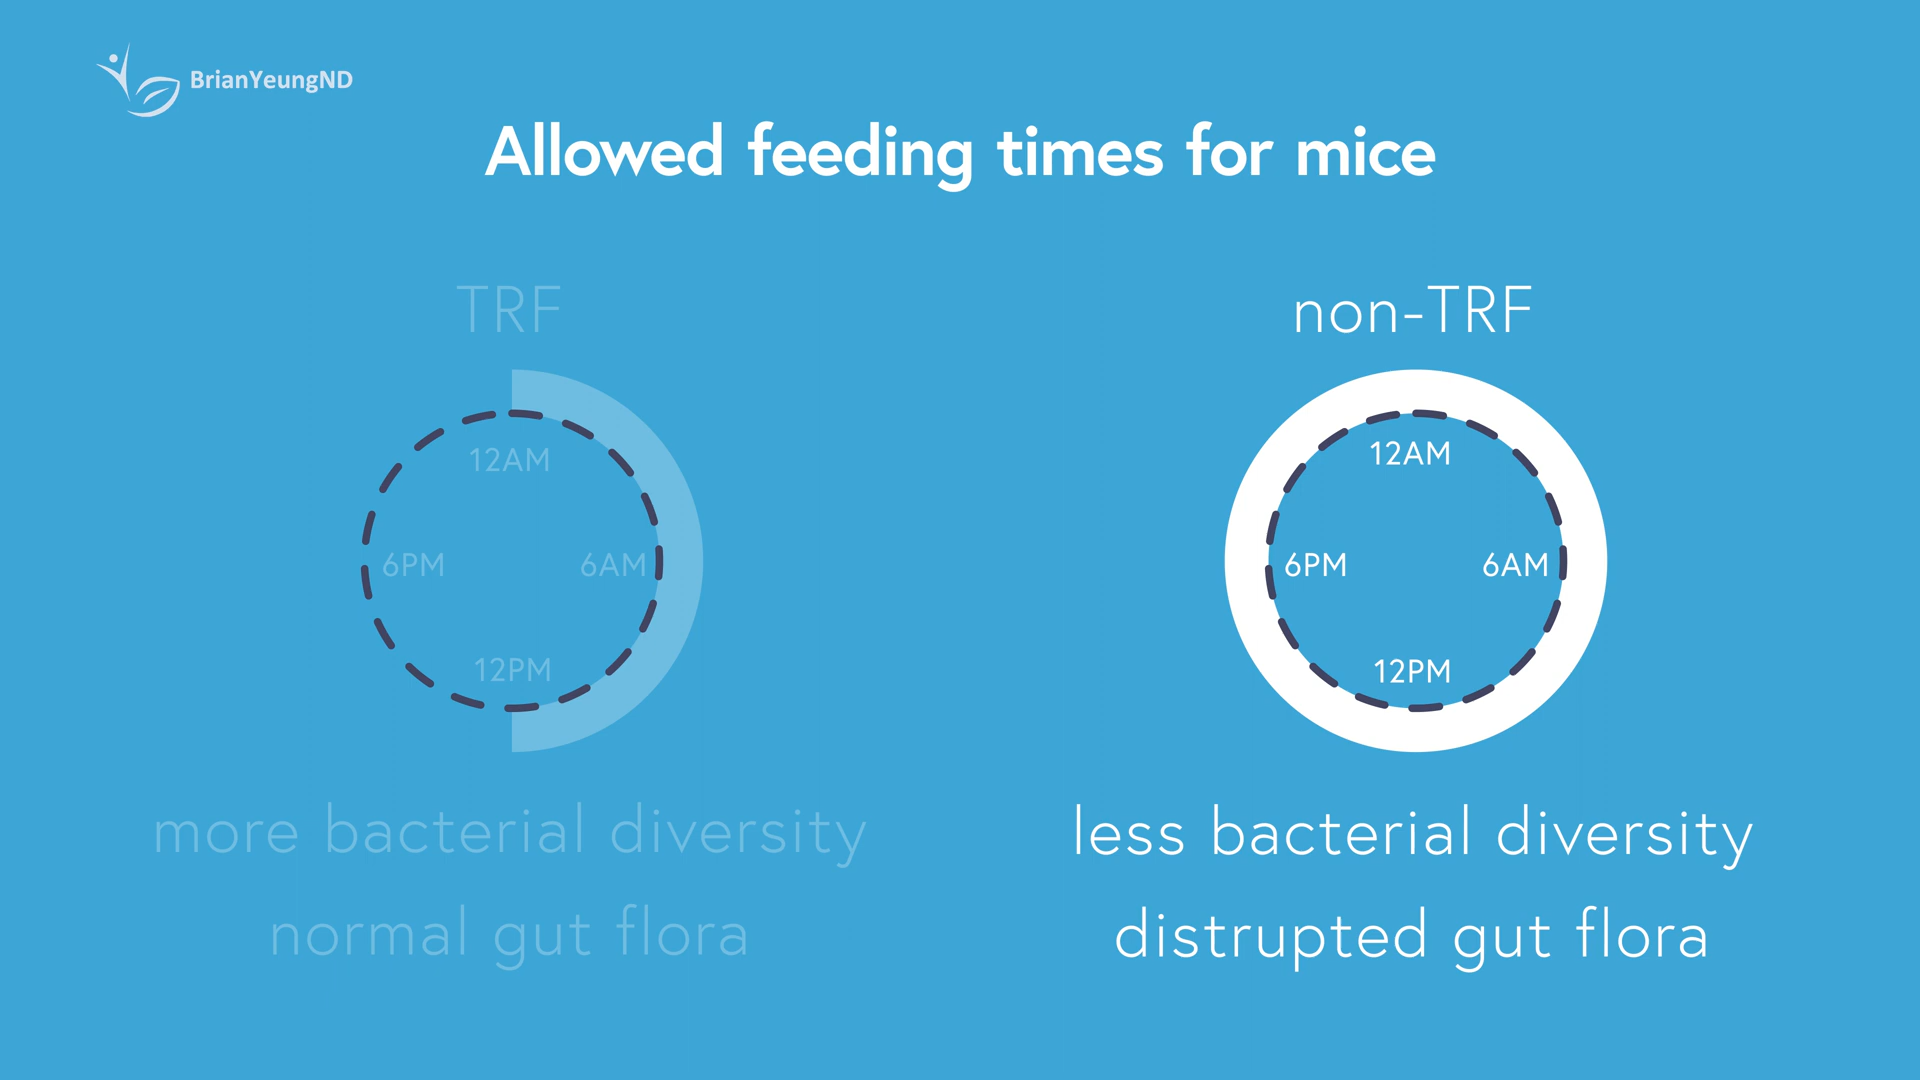 BrianYeungND
Allowed feeding times for mice
TRF
12AM
6PM
6AM
12PM
more bacterial diversity
normal gut flora
non-TRF
12AM
6PM
6AM
12PM
less bacterial diversity
distrupted gut flora